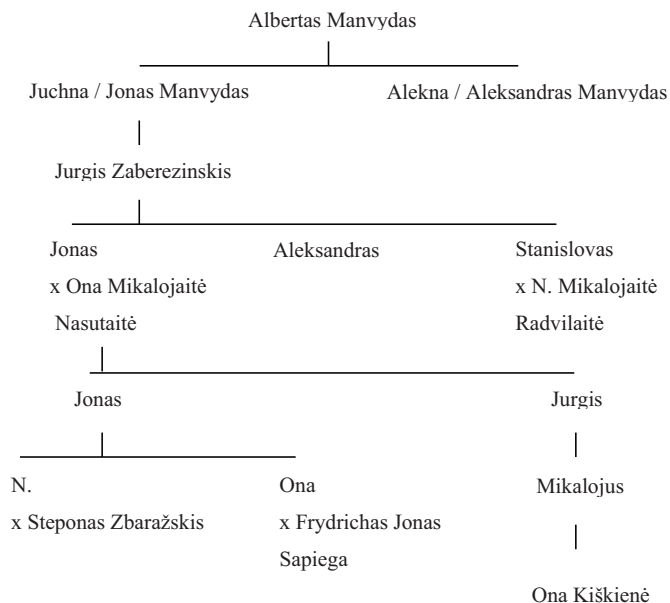 Albertas Manvydas
Juchna / Jonas Manvydas
Alekna / Aleksandras Manvydas
Jurgis Zaberezinskis
Jonas
x Ona Mikalojaitė
Nasutaitė
Aleksandras
Stanislovas
x N. Mikalojaitė
Radvilaitė
Jonas
Jurgis
N.
x Steponas Zbaražskis
Ona
x Frydrichas Jonas
Sapiega
Mikalojus
Ona Kiškienė